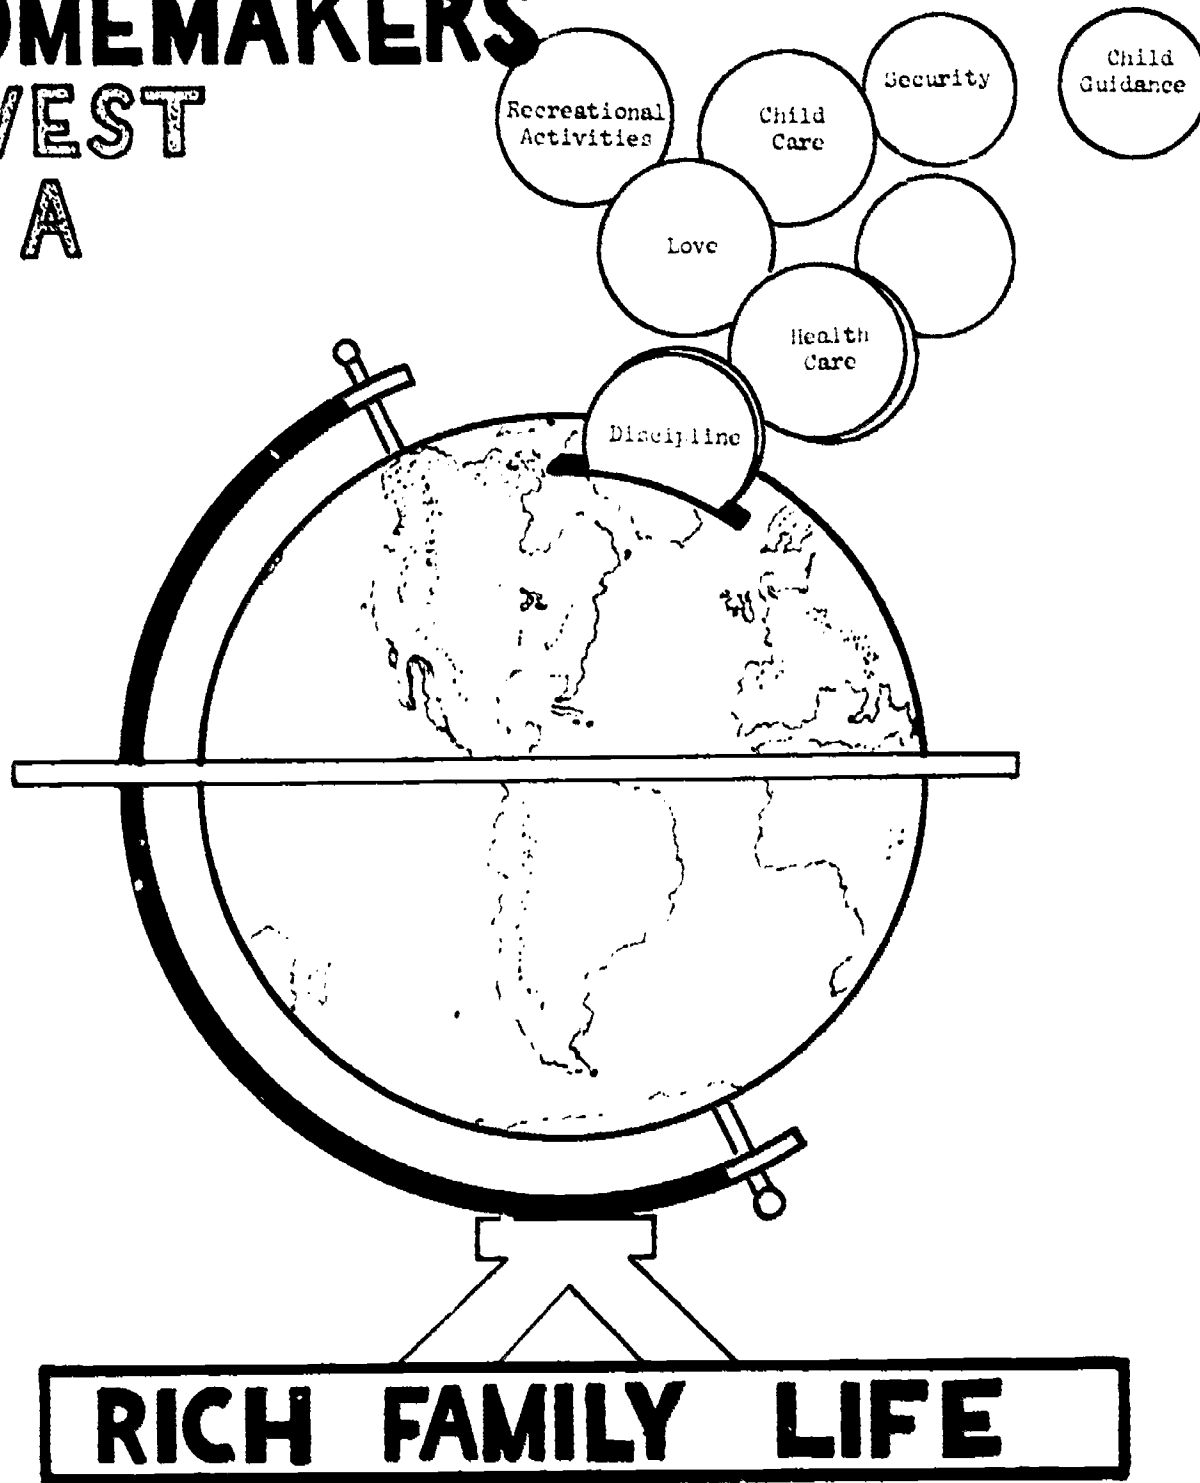 OMEMAKERS
VEST
A
Recreational
Activities
Child
Care
Security
Child
Guidance
Love
Health
Care
Discipline
RICH FAMILY LIFE